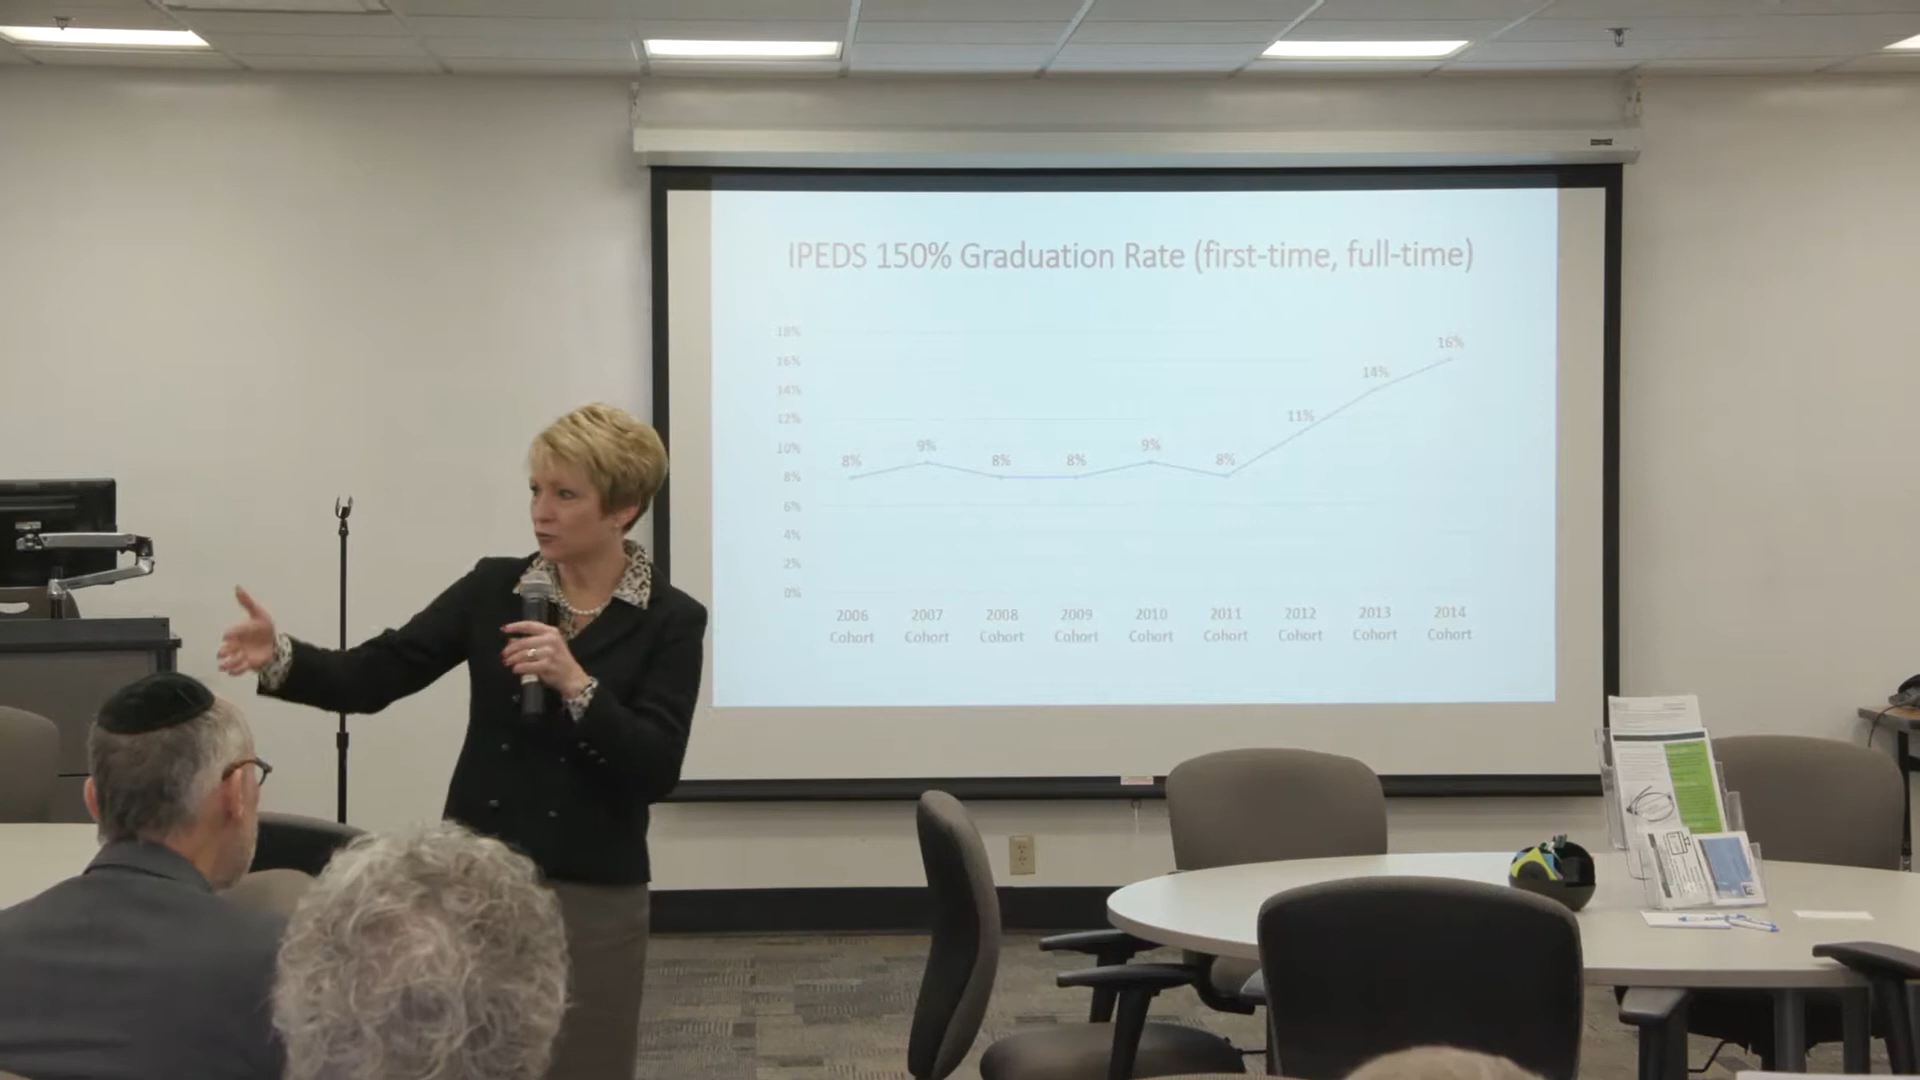 IPEDS 150% Graduation Rate (first-time, full-time)
18%
16%
14%
12%
10%
8%
6%
4%
2%
0%
8%
9%
8%
8%
9%
8%
11%
14%
16%
2006 Cohort
2007 Cohort
2008 Cohort
2009 Cohort
2010 Cohort
2011 Cohort
2012 Cohort
2013 Cohort
2014 Cohort